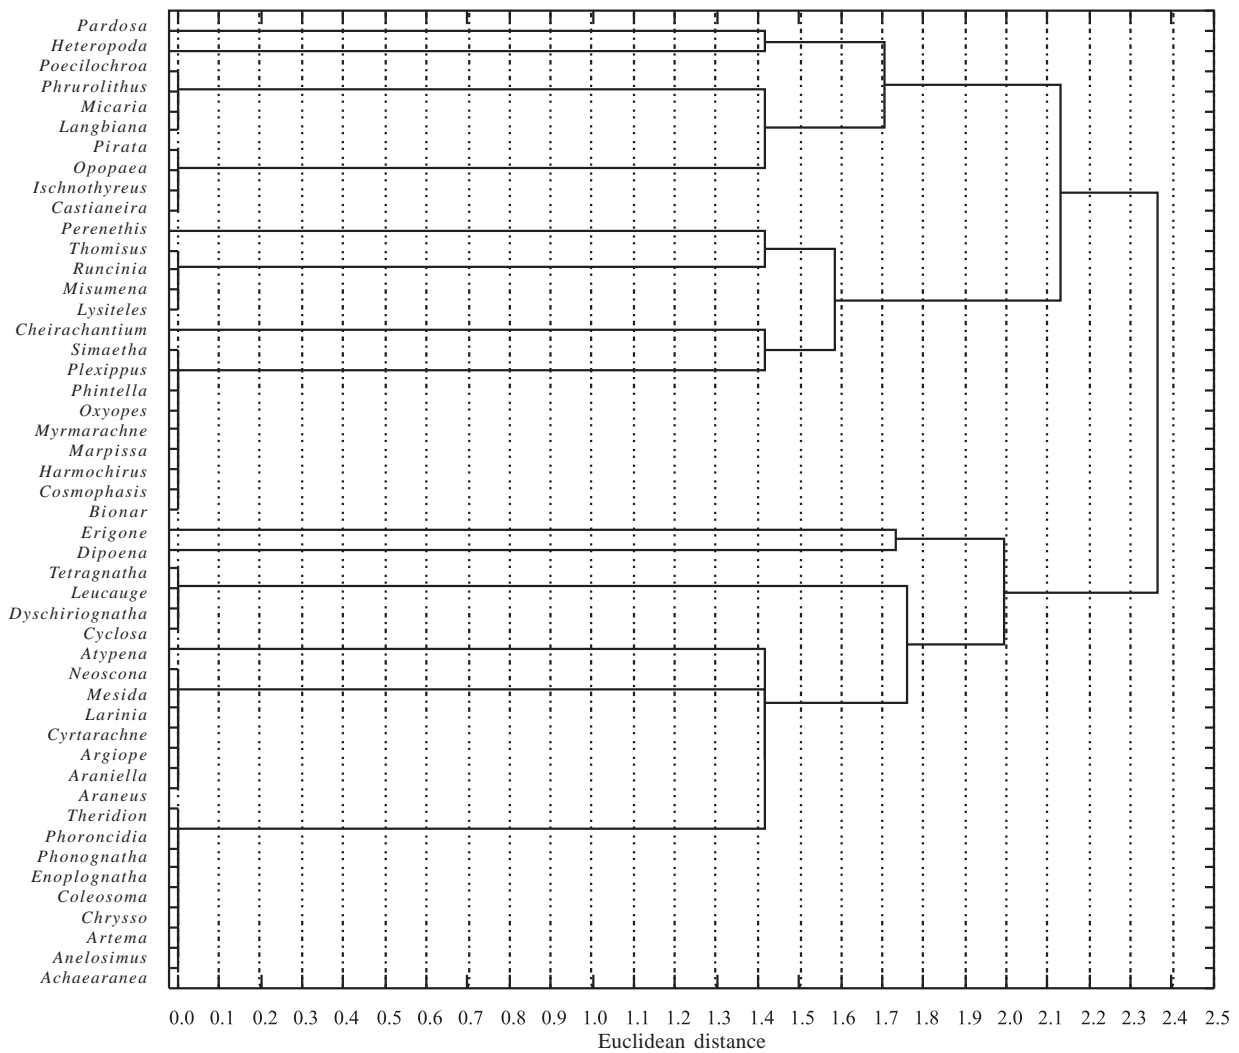 Pardosa
Heteropoda
Poecilochroa
Phrurolithus
Micaria
Langbiana
Pirata
Opopaea
Ischnothyreus
Castianeira
Perenethis
Thomisus
Runcinia
Misumena
Lysiteles
Cheirachantium
Simaetha
Plexippus
Phintella
Oxyopes
Myrmarachne
Marpissa
Harmochirus
Cosmophasis
Bionar
Erigone
Dipoena
Tetragnatha
Leucauge
Dyschiriognatha
Cyclosa
Atypena
Neoscona
Mesida
Larinia
Cyrtarachne
Argiope
Araniella
Araneus
Theridion
Phoroncidia
Phonognatha
Enoplognatha
Coleosoma
Chrysso
Artema
Anelosimus
Achaearanea
0.0 0.1 0.2 0.3 0.4 0.5 0.6 0.7 0.8 0.9 1.0 1.1 1.2 1.3 1.4 1.5 1.6 1.7 1.8 1.9 2.0 2.1 2.2 2.3 2.4 2.5
Euclidean distance